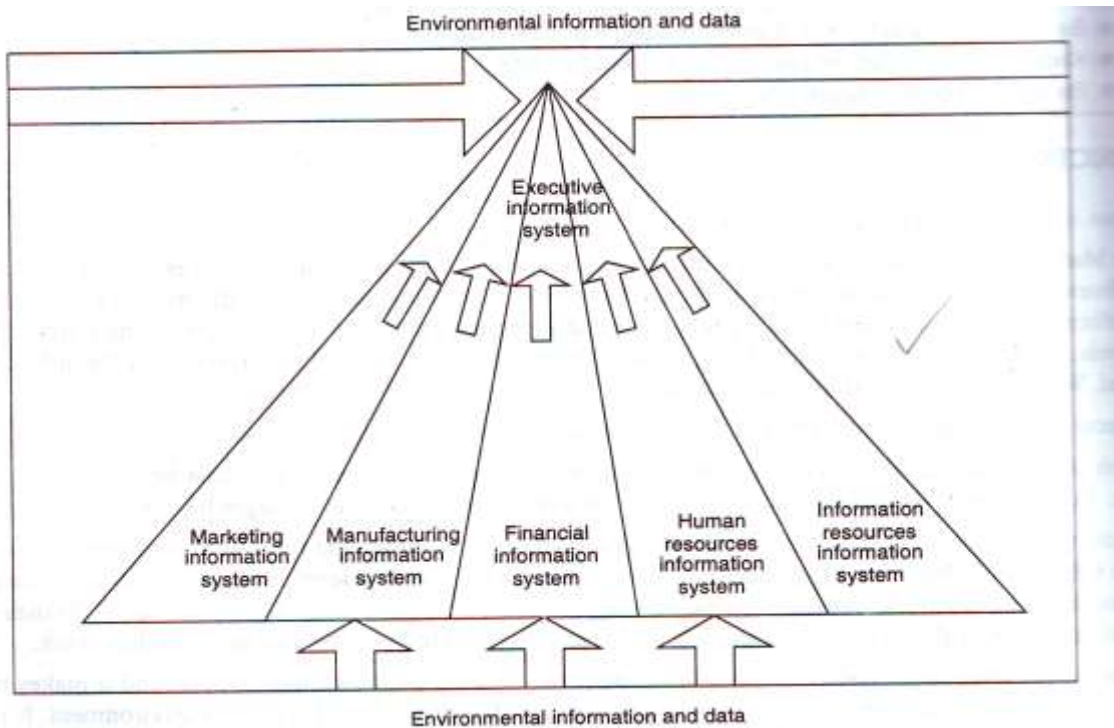 Environmental information and data
Executive
information
system
Marketing
information
system
Manufacturing
information
system
Financial
information
system
Human
resources
information
system
Information
resources
information
system
Environmental information and data